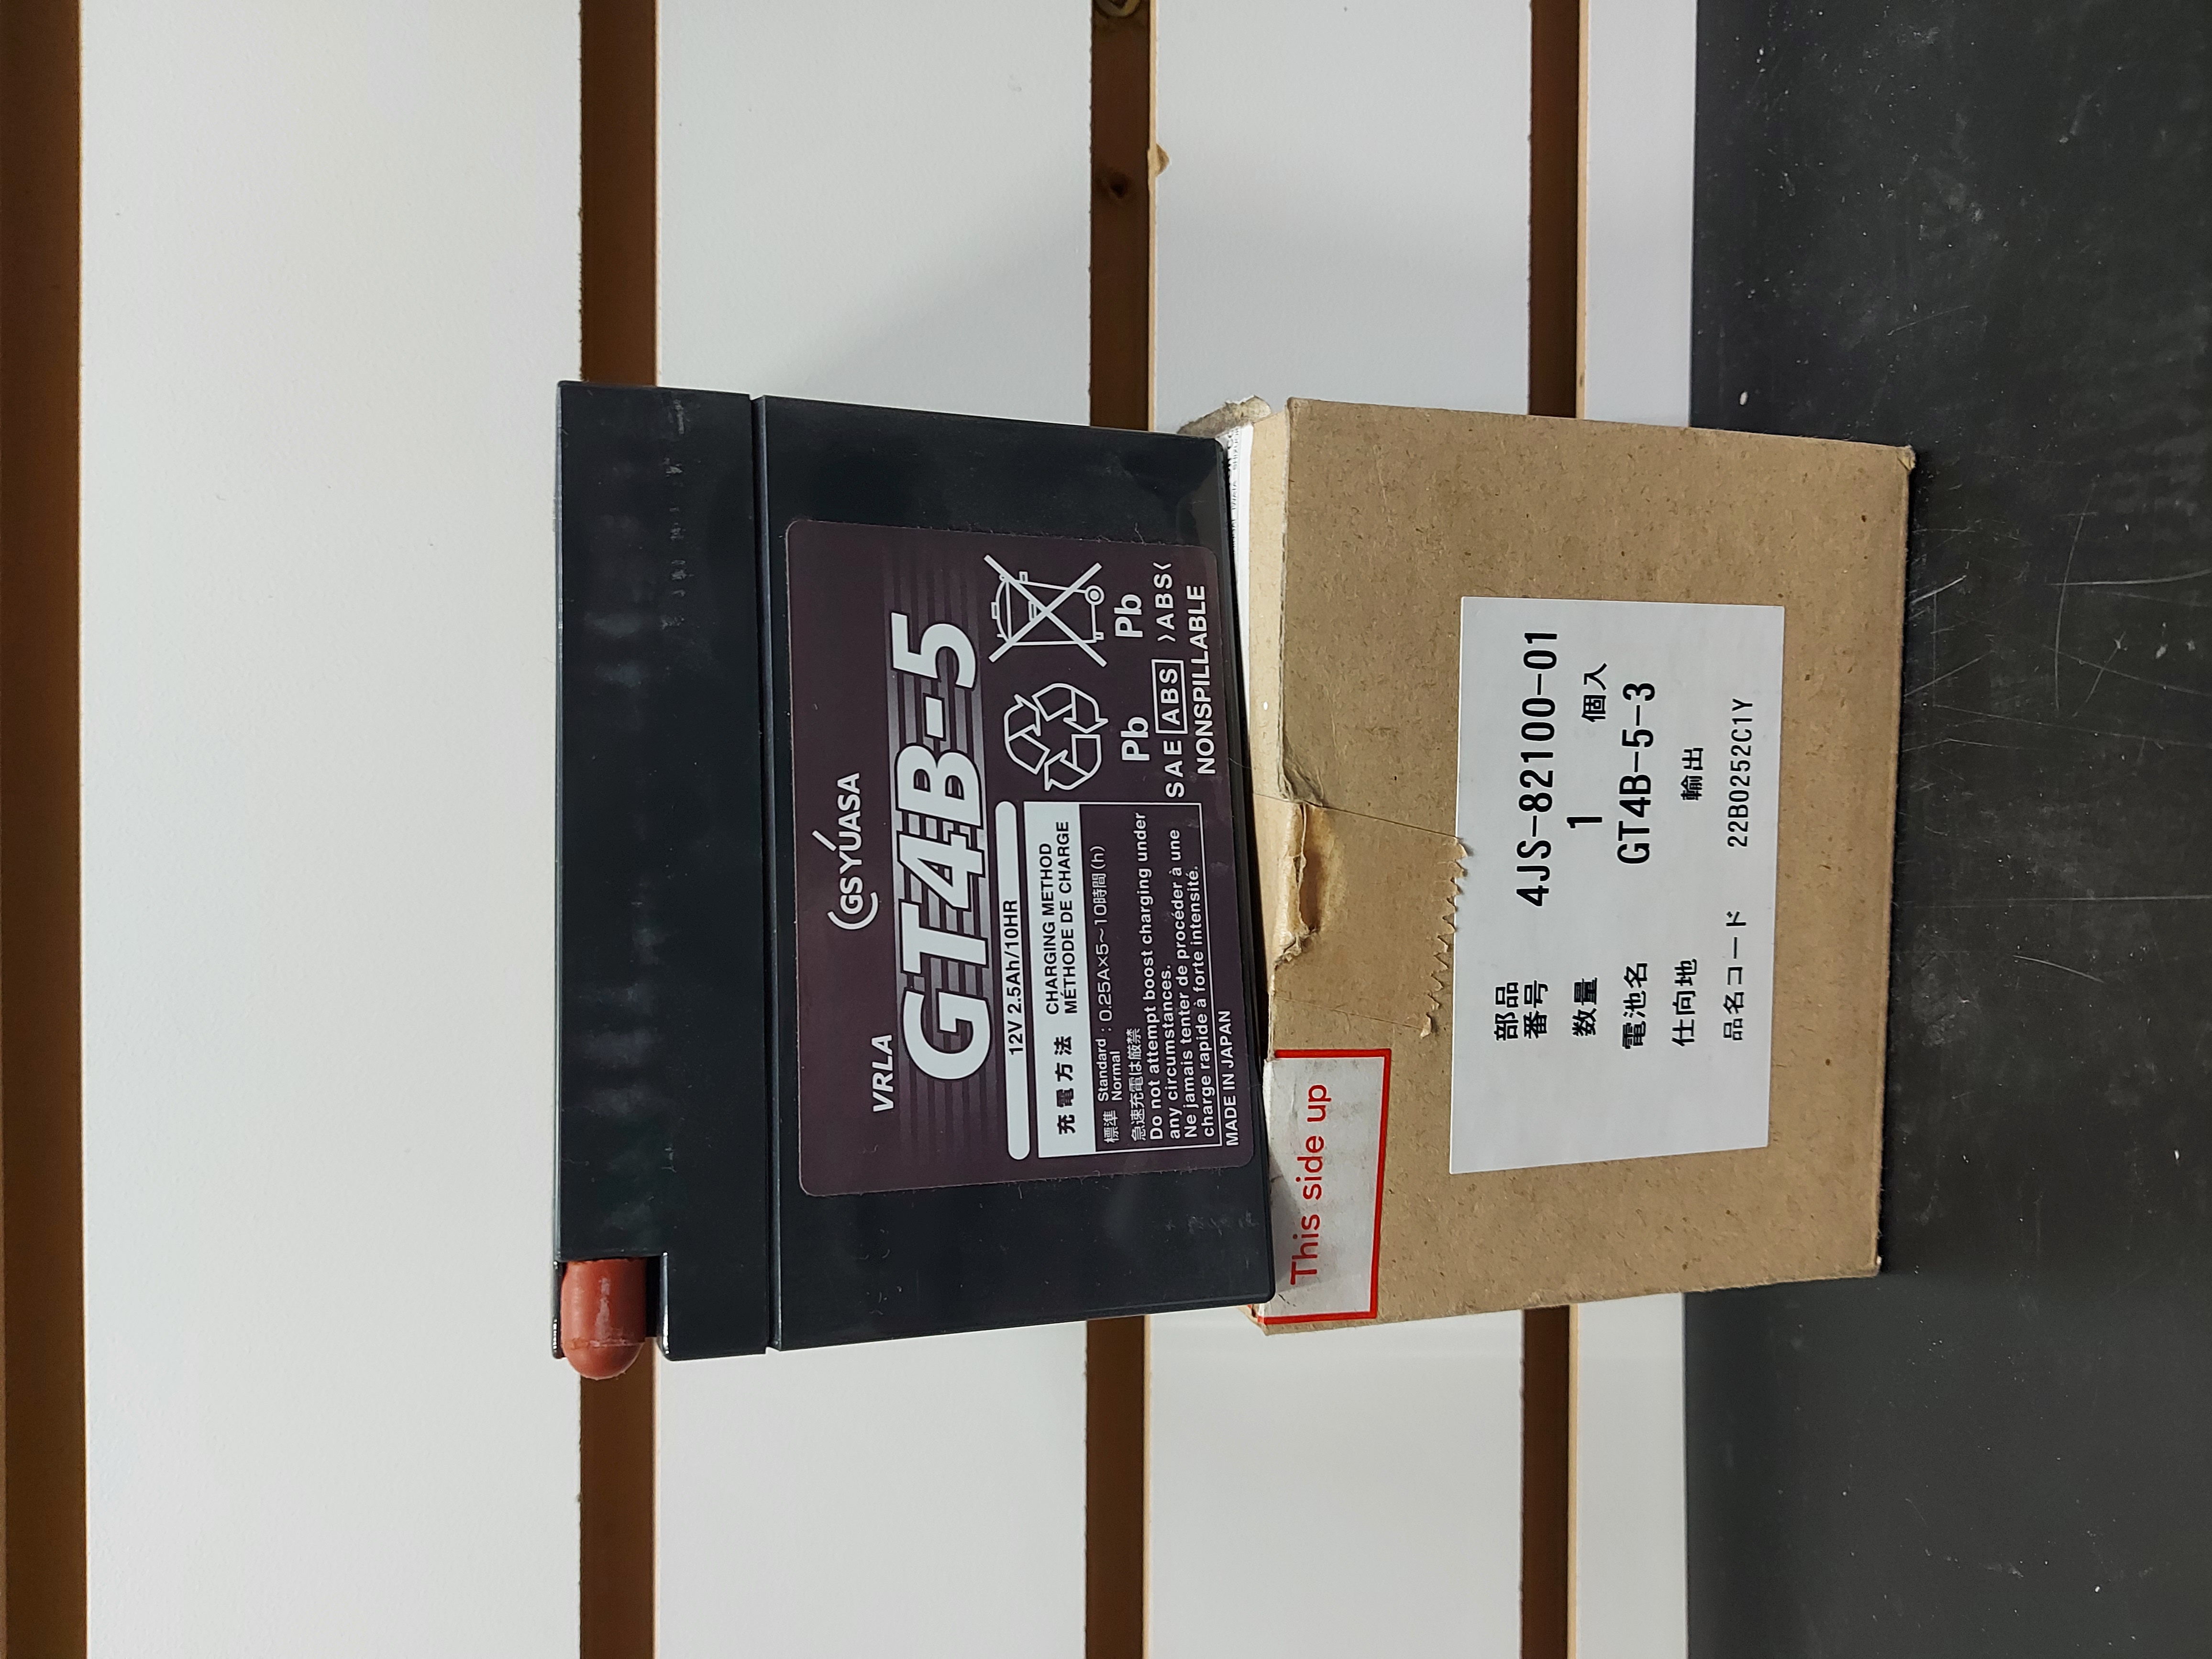 GSYUASA
VRLA
GT4B-5
12V 2.5Ah/10HR
充電方法 CHARGING METHOD
MÉTHODE DE CHARGE
標準 Standard : 0.25A×5~10時間(h)
Normal
急速充電は厳禁
Do not attempt boost charging under
any circumstances.
Ne jamais tenter de procéder à une
charge rapide à forte intensité.
MADE IN JAPAN
Pb Pb
SAE ABS >ABS<
NONSPILLABLE
This side up
部品番号 4JS-82100-01
数量 1 個入
電池名 GT4B-5-3
仕向地 輸出
品名コード 22B0252C1Y